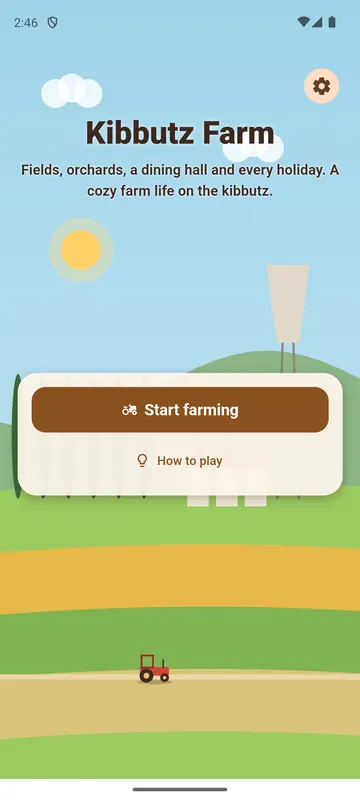 2:46
Kibbutz Farm
Fields, orchards, a dining hall and every holiday. A
cozy farm life on the kibbutz.
Start farming
How to play